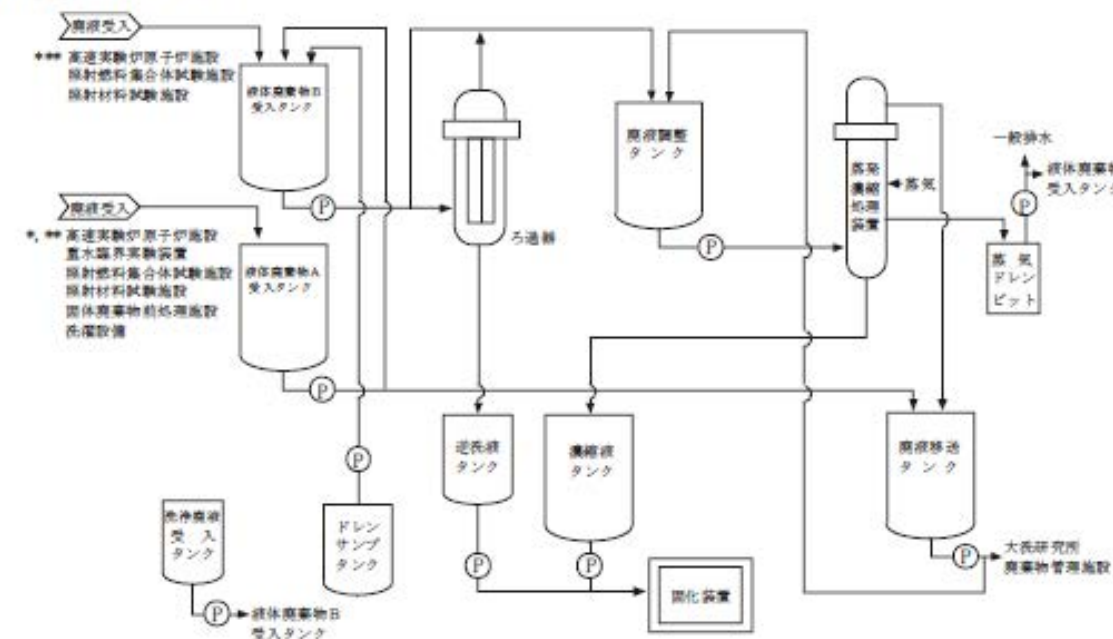 廃液受入
*** 高速実験炉原子炉施設
照射燃料集合体試験施設
照射材料試験施設
液体廃棄物B
受入タンク
P
廃液受入
*, ** 高速実験炉原子炉施設
重水臨界実験装置
照射燃料集合体試験施設
照射材料試験施設
固体廃棄物前処理施設
洗濯設備
液体廃棄物A
受入タンク
P
ろ過器
廃液調整
タンク
P
蒸発
濃縮
処理
装置
蒸気
一般排水
液体廃棄物
受入タンク
P
蒸気
ドレン
ピット
洗浄廃液
受入
タンク
P
液体廃棄物B
受入タンク
P
ドレン
サンプ
タンク
逆洗液
タンク
P
濃縮液
タンク
P
固化装置
廃液移送
タンク
P
大洗研究所
廃棄物管理施設